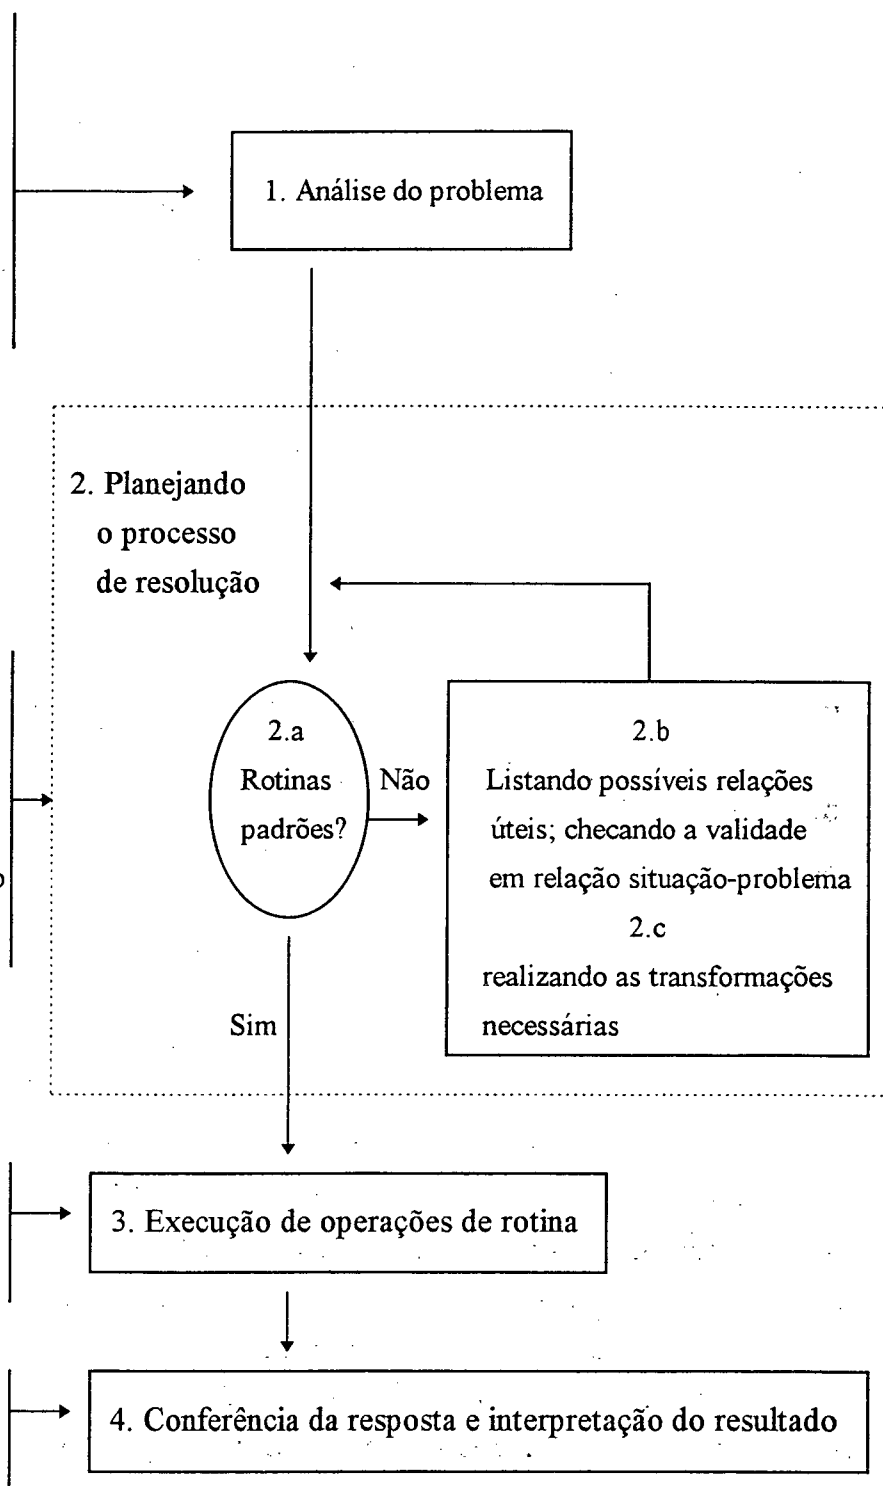 1. Análise do problema
2. Planejando
o processo
de resolução
2.a
Rotinas
padrões?
Não
2.b
Listando possíveis relações
úteis; checando a validade
em relação situação-problema
2.c
realizando as transformações
necessárias
Sim
3. Execução de operações de rotina
4. Conferência da resposta e interpretação do resultado